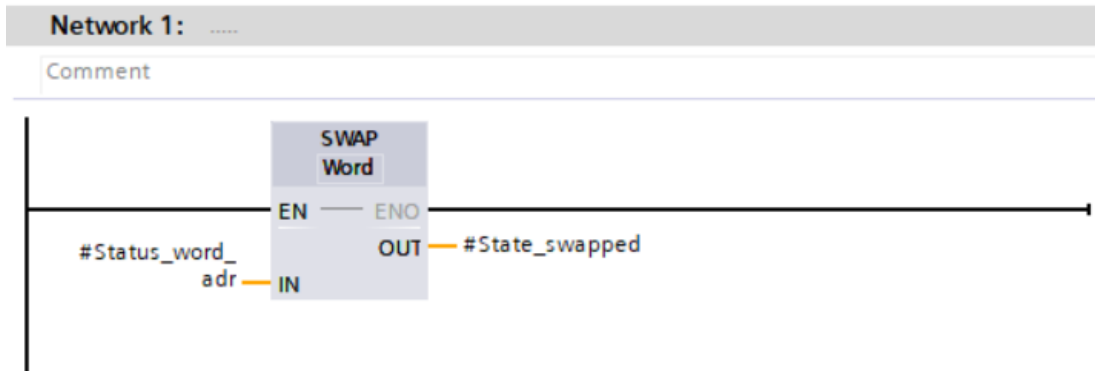 Network 1: .....
Comment
SWAP
Word
EN ENO
#Status_word_
adr
IN
OUT
#State_swapped